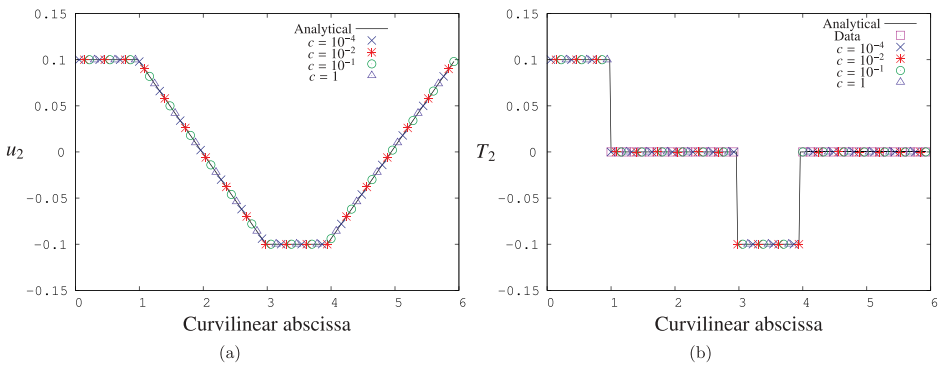 0.15
0.1
0.05
0
-0.05
-0.1
-0.15
u₂
Analytical
c = 10⁻⁴
c = 10⁻²
c = 10⁻¹
c = 1
0 1 2 3 4 5 6
Curvilinear abscissa
(a)
0.15
0.1
0.05
0
-0.05
-0.1
-0.15
T₂
Analytical
Data
c = 10⁻⁴
c = 10⁻²
c = 10⁻¹
c = 1
0 1 2 3 4 5 6
Curvilinear abscissa
(b)